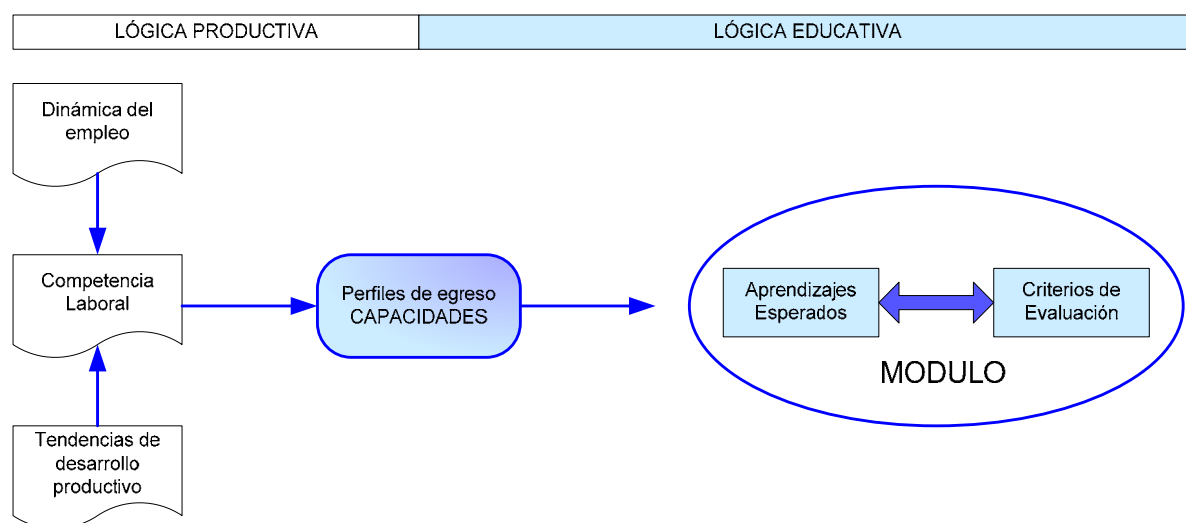 LÓGICA PRODUCTIVA
LÓGICA EDUCATIVA
Dinámica del
empleo
Competencia
Laboral
Tendencias de
desarrollo
productivo
Perfiles de egreso
CAPACIDADES
Aprendizajes
Esperados
Criterios de
Evaluación
MODULO